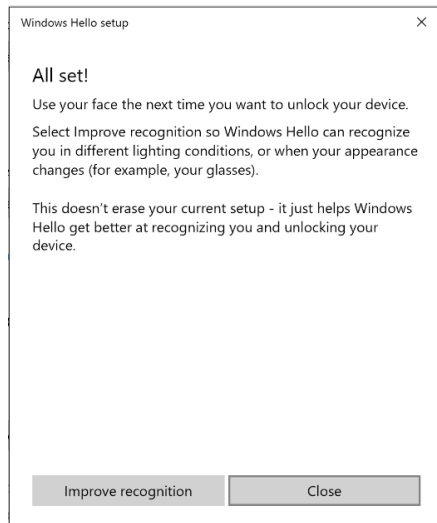 Windows Hello setup
All set!
Use your face the next time you want to unlock your device.
Select Improve recognition so Windows Hello can recognize
you in different lighting conditions, or when your appearance
changes (for example, your glasses).
This doesn't erase your current setup - it just helps Windows
Hello get better at recognizing you and unlocking your
device.
Improve recognition
Close